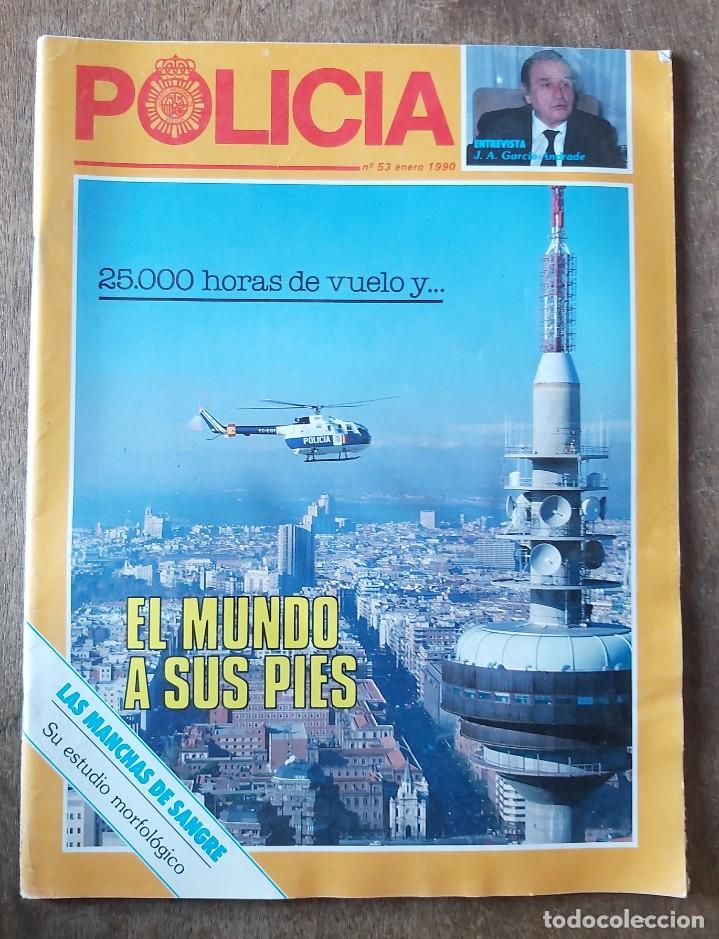 POLICIA
nº 53 enero 1990
ENTREVISTA
J. A. García-Andrade
25.000 horas de vuelo y...
POLICIA
EL MUNDO
A SUS PIES
LAS MANCHAS DE SANGRE
Su estudio morfológico
todocoleccion